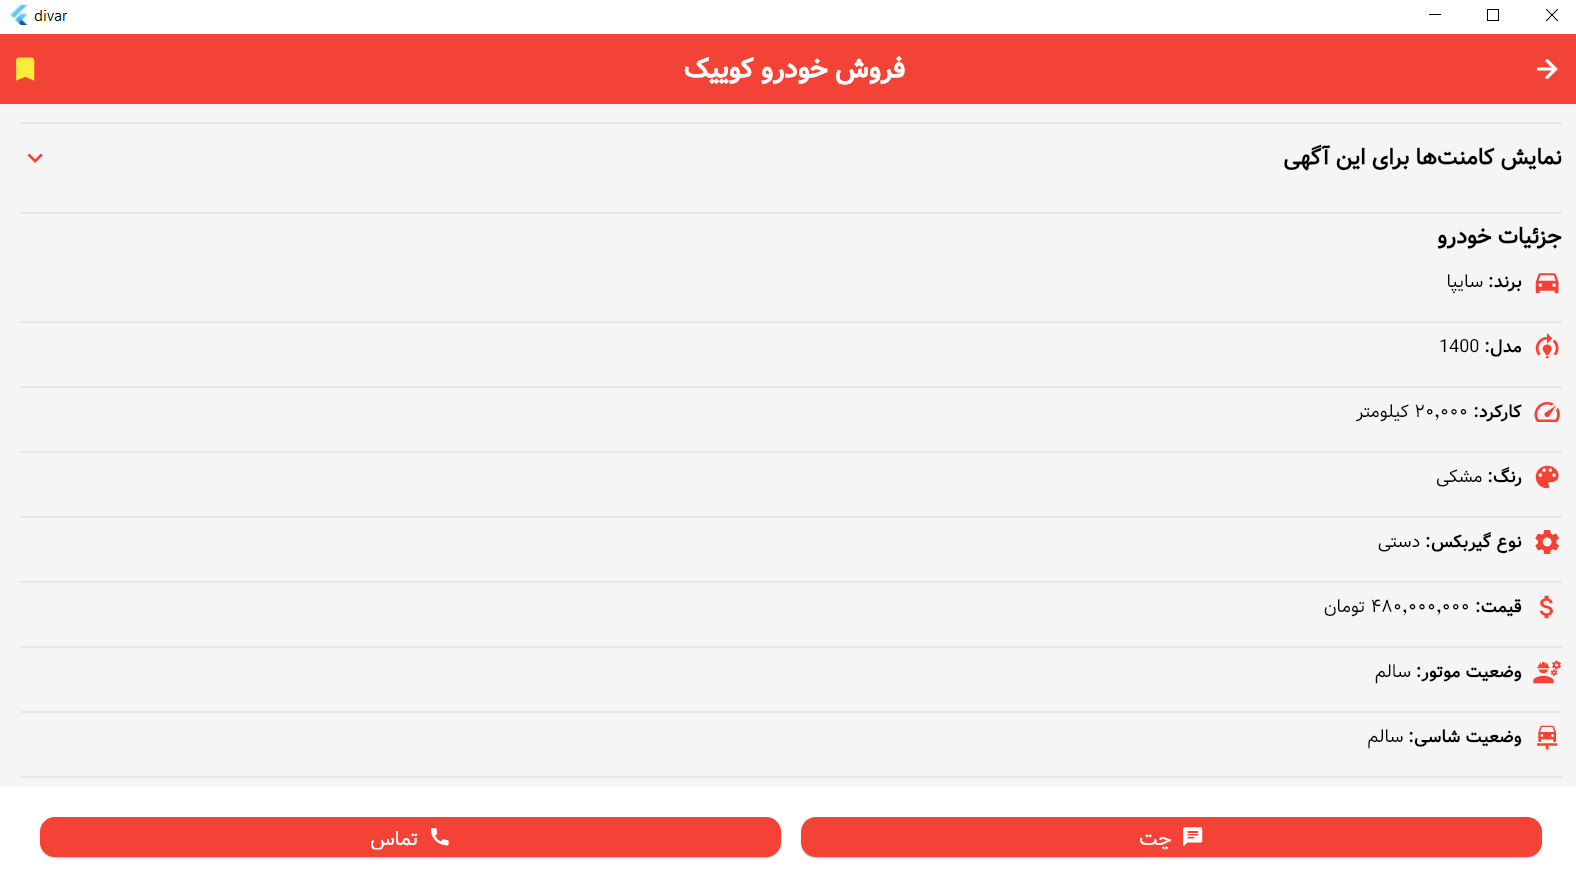 divar
فروش خودرو کوییک
نمایش کامنت‌ها برای این آگهی
جزئیات خودرو
برند: سایپا
مدل: 1400
کارکرد: ۲۰,۰۰۰ کیلومتر
رنگ: مشکی
نوع گیربکس: دستی
قیمت: ۴۸۰,۰۰۰,۰۰۰ تومان
وضعیت موتور: سالم
وضعیت شاسی: سالم
چت
تماس